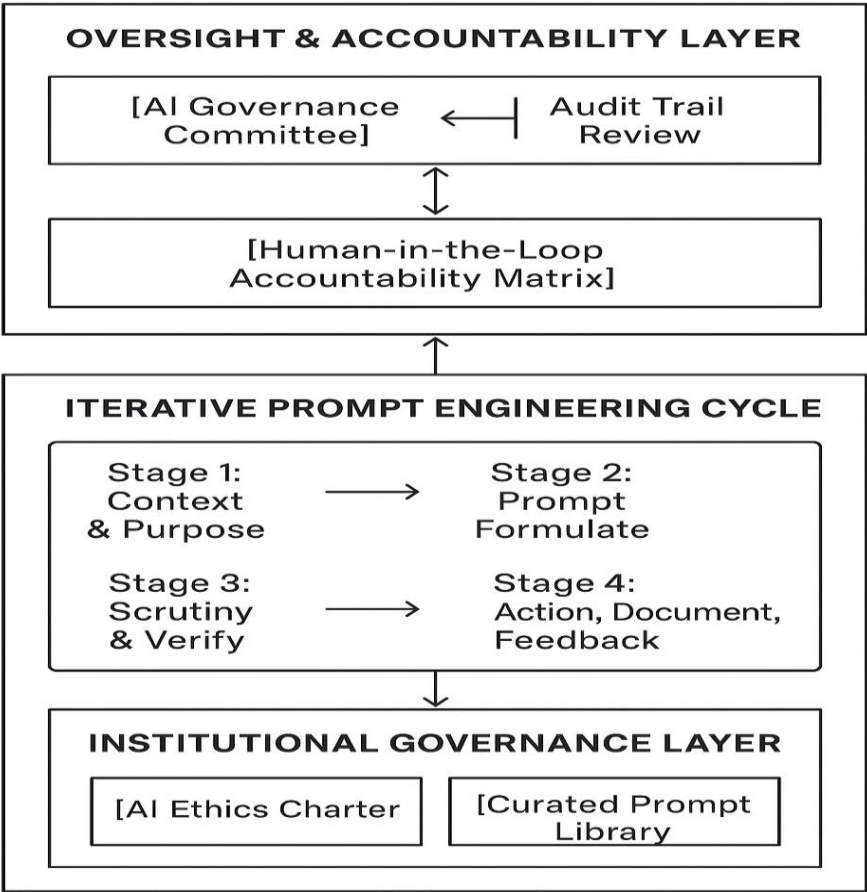 OVERSIGHT & ACCOUNTABILITY LAYER
[AI Governance
Committee]
Audit Trail
Review
[Human-in-the-Loop
Accountability Matrix]
ITERATIVE PROMPT ENGINEERING CYCLE
Stage 1:
Context
& Purpose
Stage 2:
Prompt
Formulate
Stage 3:
Scrutiny
& Verify
Stage 4:
Action, Document,
Feedback
INSTITUTIONAL GOVERNANCE LAYER
[AI Ethics Charter
[Curated Prompt
Library